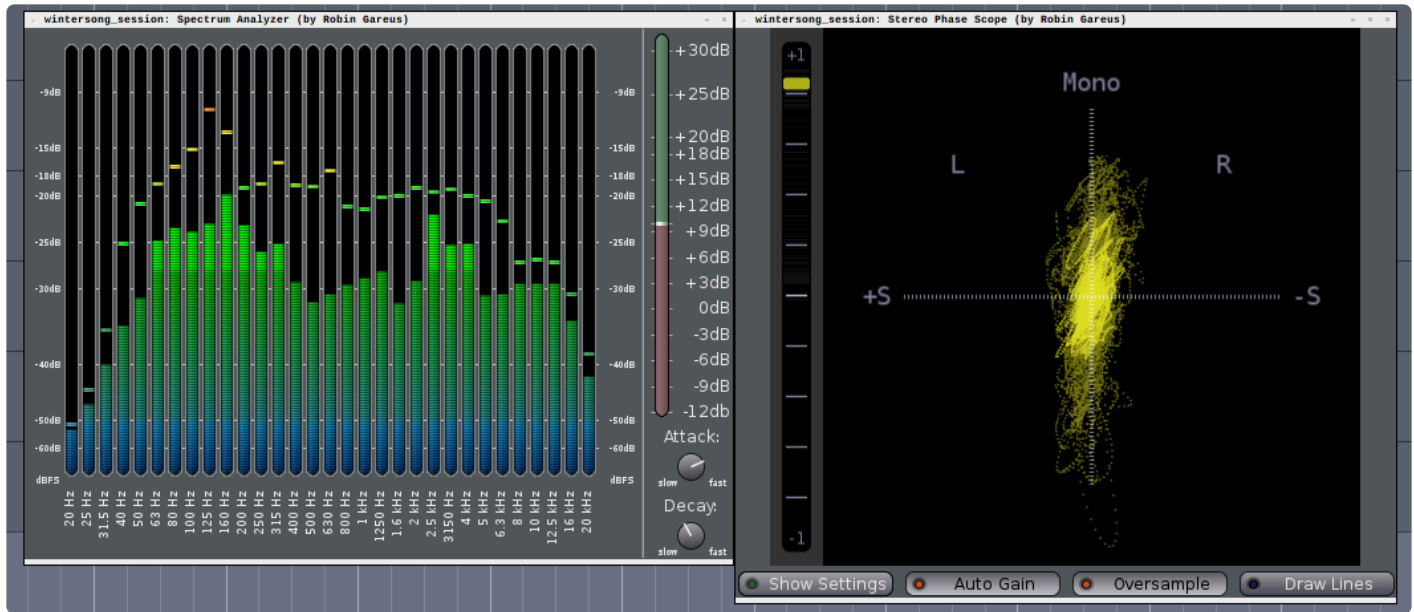 wintersong_session: Spectrum Analyzer (by Robin Gareus)
-9dB
-15dB
-18dB
-20dB
-25dB
-30dB
-40dB
-50dB
-60dB
dBFS
20 Hz
25 Hz
31.5 Hz
40 Hz
50 Hz
63 Hz
80 Hz
100 Hz
125 Hz
160 Hz
200 Hz
250 Hz
315 Hz
400 Hz
500 Hz
630 Hz
800 Hz
1 kHz
1250 Hz
1.6 kHz
2 kHz
2.5 kHz
3150 Hz
4 kHz
5 kHz
6.3 kHz
8 kHz
10 kHz
12.5 kHz
16 kHz
20 kHz
-9dB
-15dB
-18dB
-20dB
-25dB
-30dB
-40dB
-50dB
-60dB
dBFS
+30dB
+25dB
+20dB
+18dB
+15dB
+12dB
+9dB
+6dB
+3dB
0dB
-3dB
-6dB
-9dB
-12db
Attack:
slow fast
Decay:
slow fast
wintersong_session: Stereo Phase Scope (by Robin Gareus)
+1
-1
Mono
L R
+S -S
Show Settings Auto Gain Oversample Draw Lines